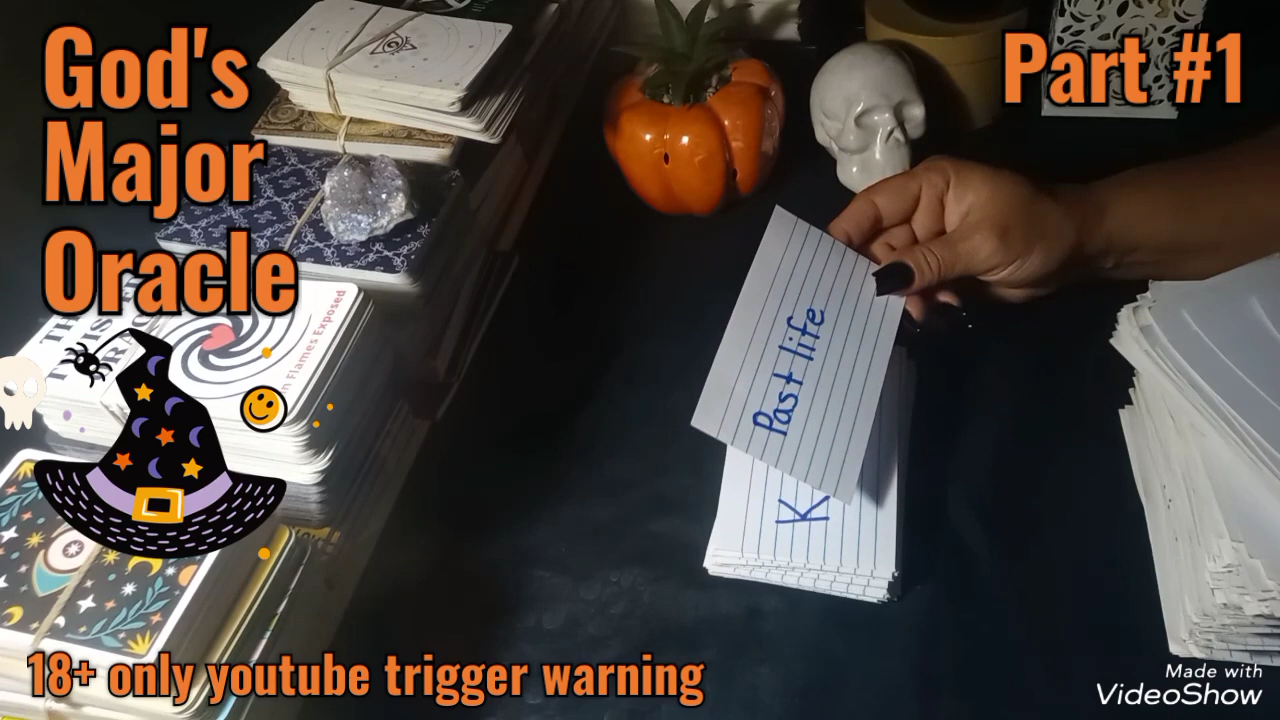 God's
Major
Oracle
Part #1
n Flames Exposed
Past life
K
18+ only youtube trigger warning
Made with
VideoShow